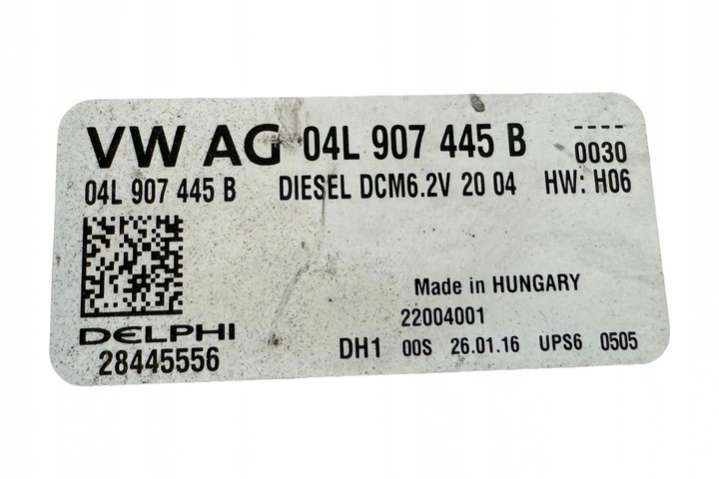 VW AG 04L 907 445 B ----
0030
04L 907 445 B DIESEL DCM6.2V 20 04 HW: H06
Made in HUNGARY
22004001
DELPHI
28445556 DH1 00S 26.01.16 UPS6 0505